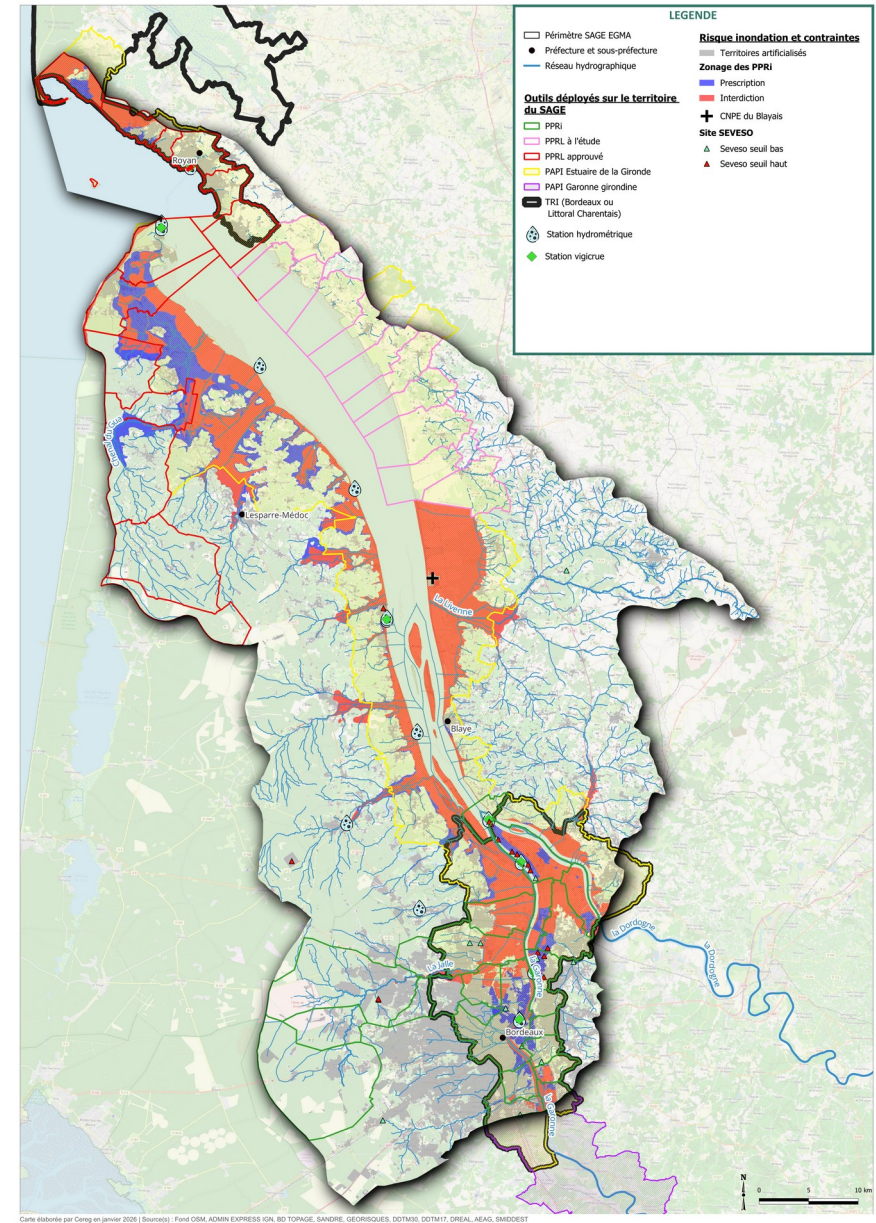 LEGENDE
Périmètre SAGE EGMA
Préfecture et sous-préfecture
Réseau hydrographique
Outils déployés sur le territoire
du SAGE
PPRi
PPRL à l'étude
PPRL approuvé
PAPI Estuaire de la Gironde
PAPI Garonne girondine
TRI (Bordeaux ou
Littoral Charentais)
Station hydrométrique
Station vigicrue
Risque inondation et contraintes
Territoires artificialisés
Zonage des PPRi
Prescription
Interdiction
CNPE du Blayais
Site SEVESO
Seveso seuil bas
Seveso seuil haut
Royan
Chenal du Gua
Lesparre-Médoc
La Livenne
Blaye
la Dordogne
la Dordogne
La Jalle
la Garonne
Bordeaux
la Garonne
N
0 5 10 km
Carte élaborée par Cereg en janvier 2026 | Source(s) : Fond OSM, ADMIN EXPRESS IGN, BD TOPAGE, SANDRE, GEORISQUES, DDTM30, DDTM17, DREAL, AEAG, SMIDDEST